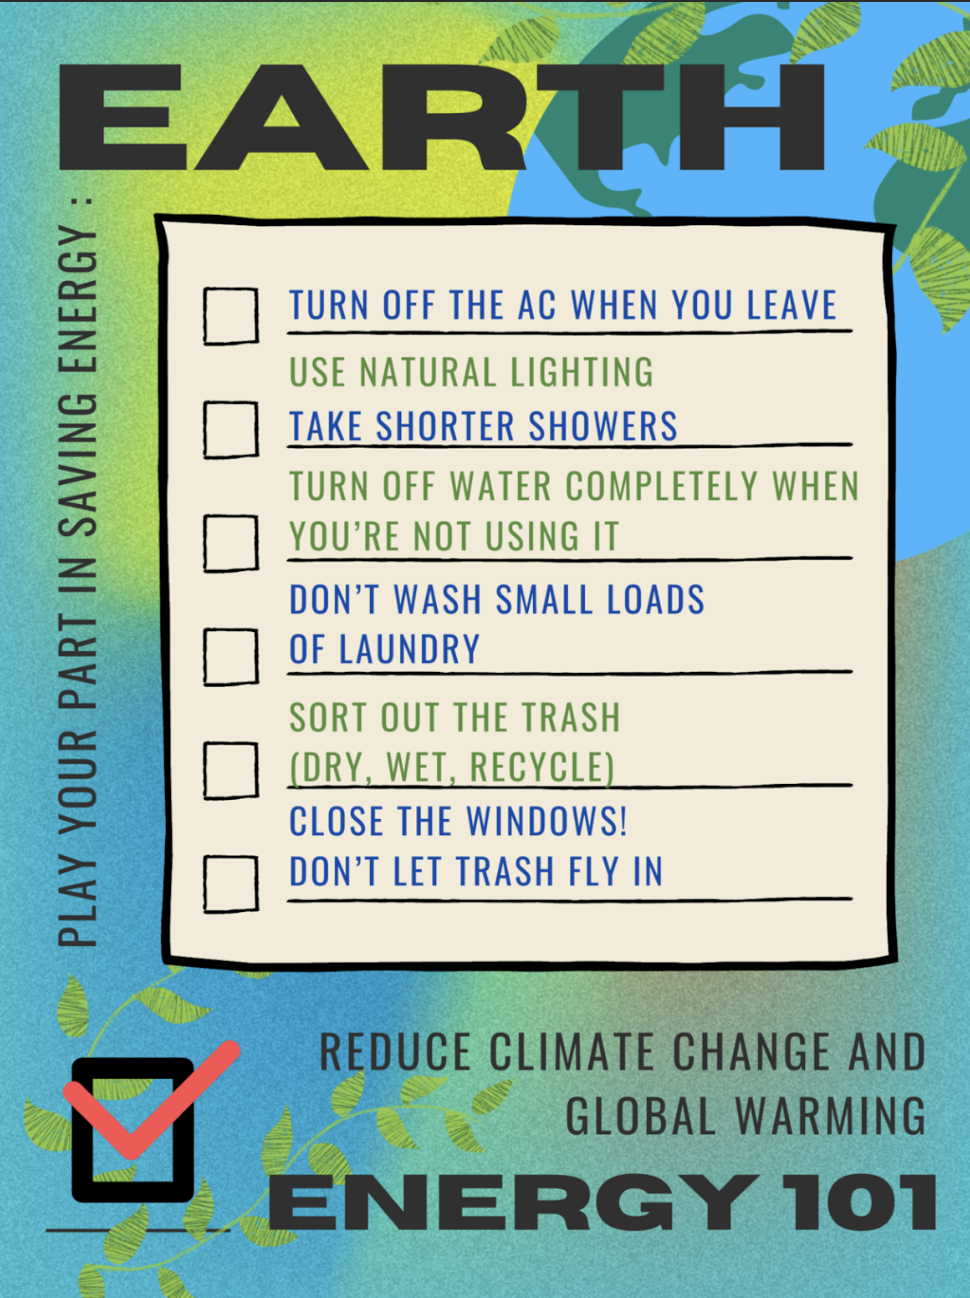 EARTH
PLAY YOUR PART IN SAVING ENERGY :
TURN OFF THE AC WHEN YOU LEAVE
USE NATURAL LIGHTING
TAKE SHORTER SHOWERS
TURN OFF WATER COMPLETELY WHEN
YOU'RE NOT USING IT
DON'T WASH SMALL LOADS
OF LAUNDRY
SORT OUT THE TRASH
(DRY, WET, RECYCLE)
CLOSE THE WINDOWS!
DON'T LET TRASH FLY IN
REDUCE CLIMATE CHANGE AND
GLOBAL WARMING
ENERGY 101